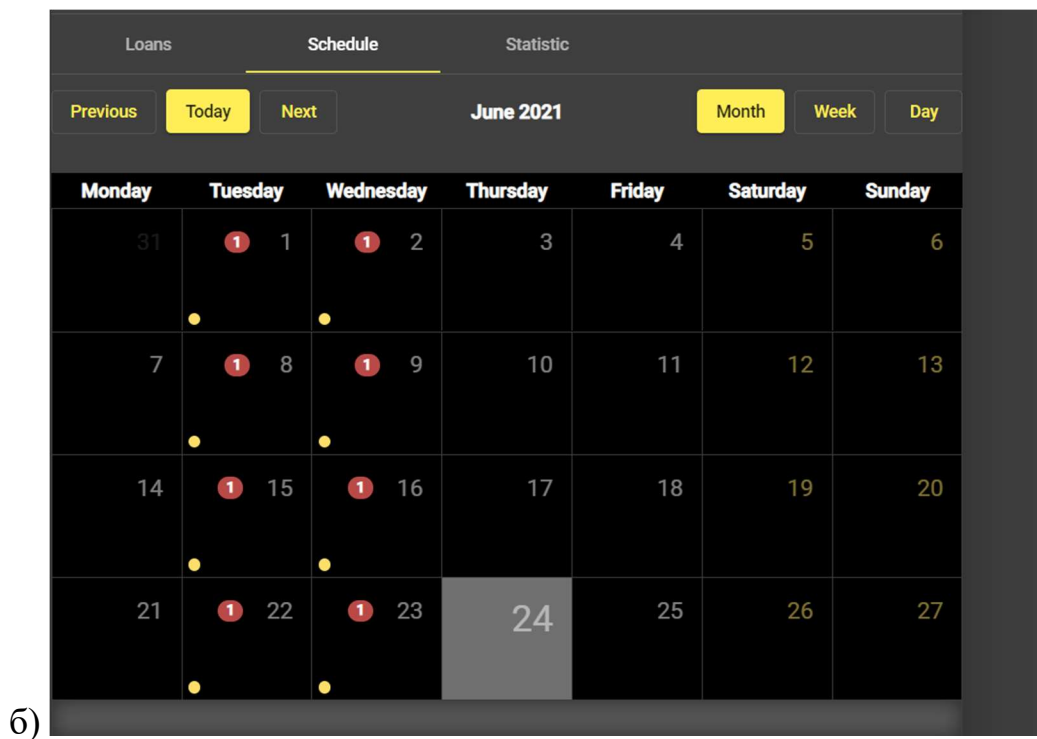 Loans Schedule Statistic
Previous Today Next June 2021 Month Week Day
Monday Tuesday Wednesday Thursday Friday Saturday Sunday
31 1 1 1 2 3 4 5 6
7 1 8 1 9 10 11 12 13
14 1 15 1 16 17 18 19 20
21 1 22 1 23 24 25 26 27
б)